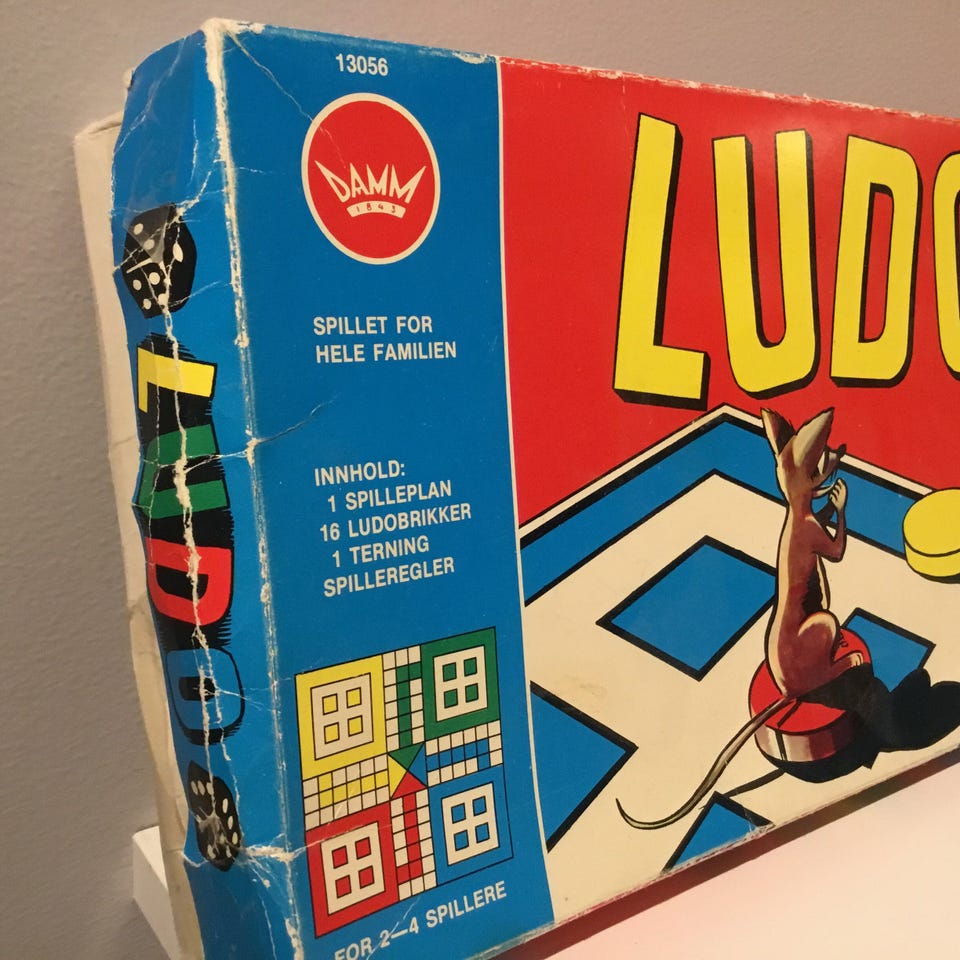 13056
DAMM
1843
SPILLET FOR
HELE FAMILIEN
INNHOLD:
1 SPILLEPLAN
16 LUDOBRIKKER
1 TERNING
SPILLEREGLER
FOR 2–4 SPILLERE
LUDO
LUDO